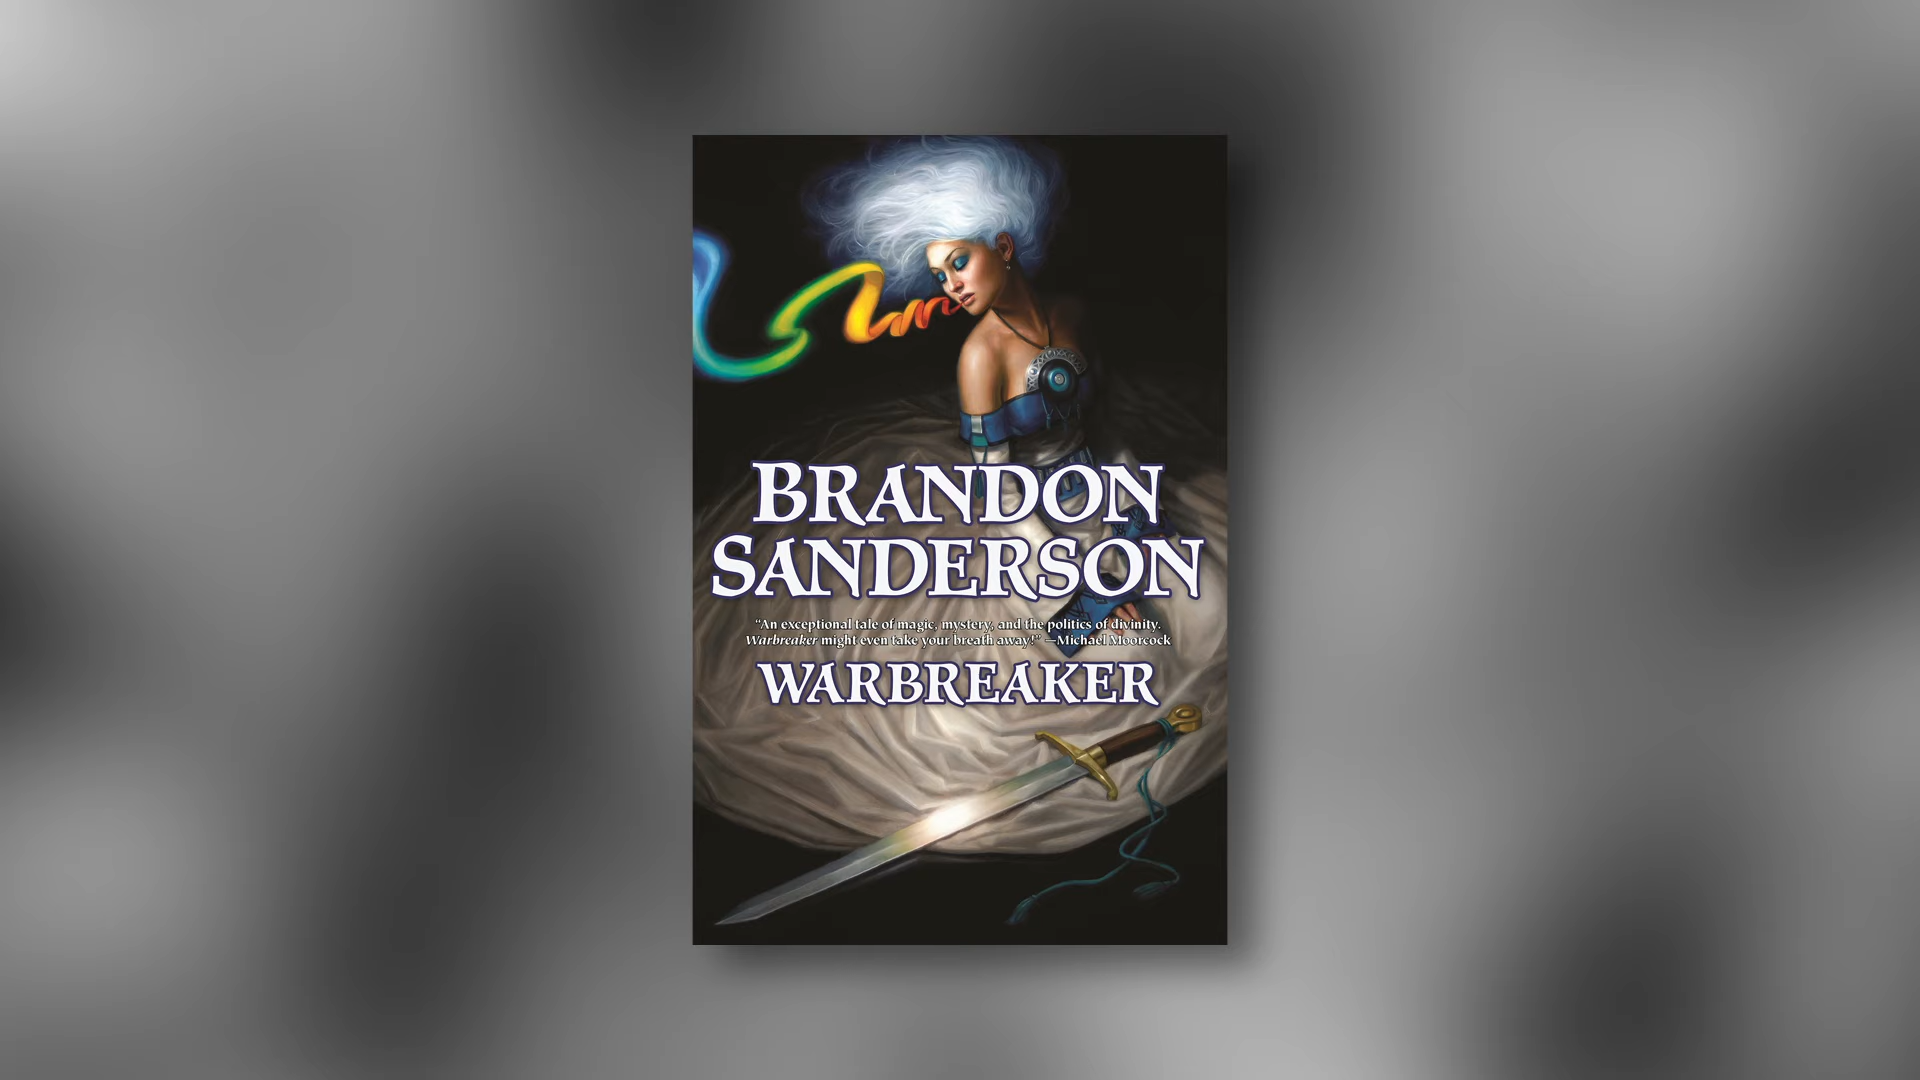 BRANDON
SANDERSON
“An exceptional tale of magic, mystery, and the politics of divinity.
Warbreaker might even take your breath away!” —Michael Moorcock
WARBREAKER